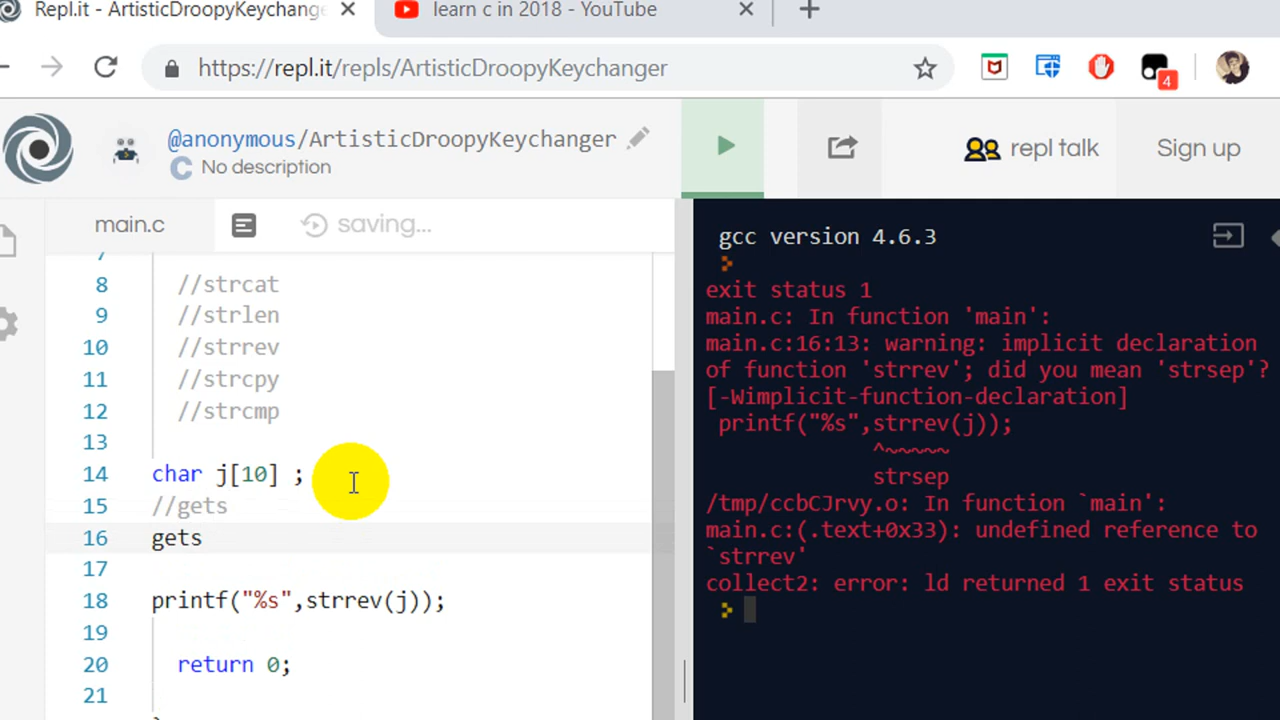 Repl.it - ArtisticDroopyKeychange
learn c in 2018 - YouTube
https://repl.it/repls/ArtisticDroopyKeychanger
4
@anonymous/ArtisticDroopyKeychanger
C No description
repl talk
Sign up
main.c
saving...
7
8 //strcat
9 //strlen
10 //strrev
11 //strcpy
12 //strcmp
13
14 char j[10] ;
15 //gets
16 gets
17
18 printf("%s",strrev(j));
19
20 return 0;
21
gcc version 4.6.3
exit status 1
main.c: In function 'main':
main.c:16:13: warning: implicit declaration
of function 'strrev'; did you mean 'strsep'?
[-Wimplicit-function-declaration]
printf("%s",strrev(j));
^~~~~~
strsep
/tmp/ccbCJrvy.o: In function `main':
main.c:(.text+0x33): undefined reference to
`strrev'
collect2: error: ld returned 1 exit status